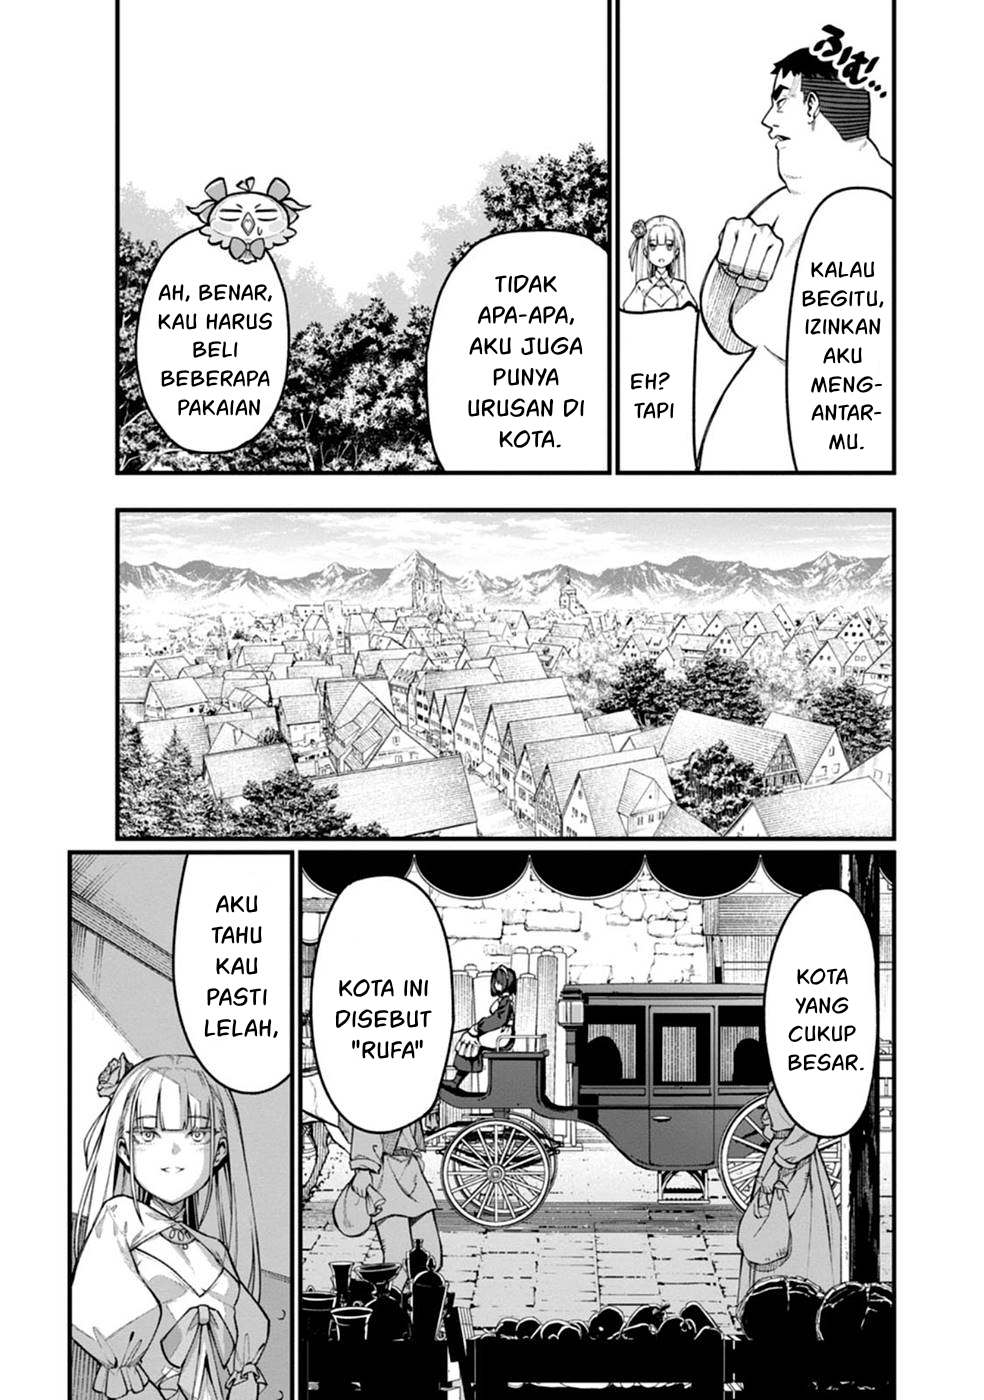 ふむ…
KALAU
BEGITU,
IZINKAN
AKU
MENG-
ANTAR-
MU.
EH?
TAPI
TIDAK
APA-APA,
AKU JUGA
PUNYA
URUSAN DI
KOTA.
AH, BENAR,
KAU HARUS
BELI
BEBERAPA
PAKAIAN
KOTA
YANG
CUKUP
BESAR.
KOTA INI
DISEBUT
"RUFA"
AKU
TAHU
KAU
PASTI
LELAH,